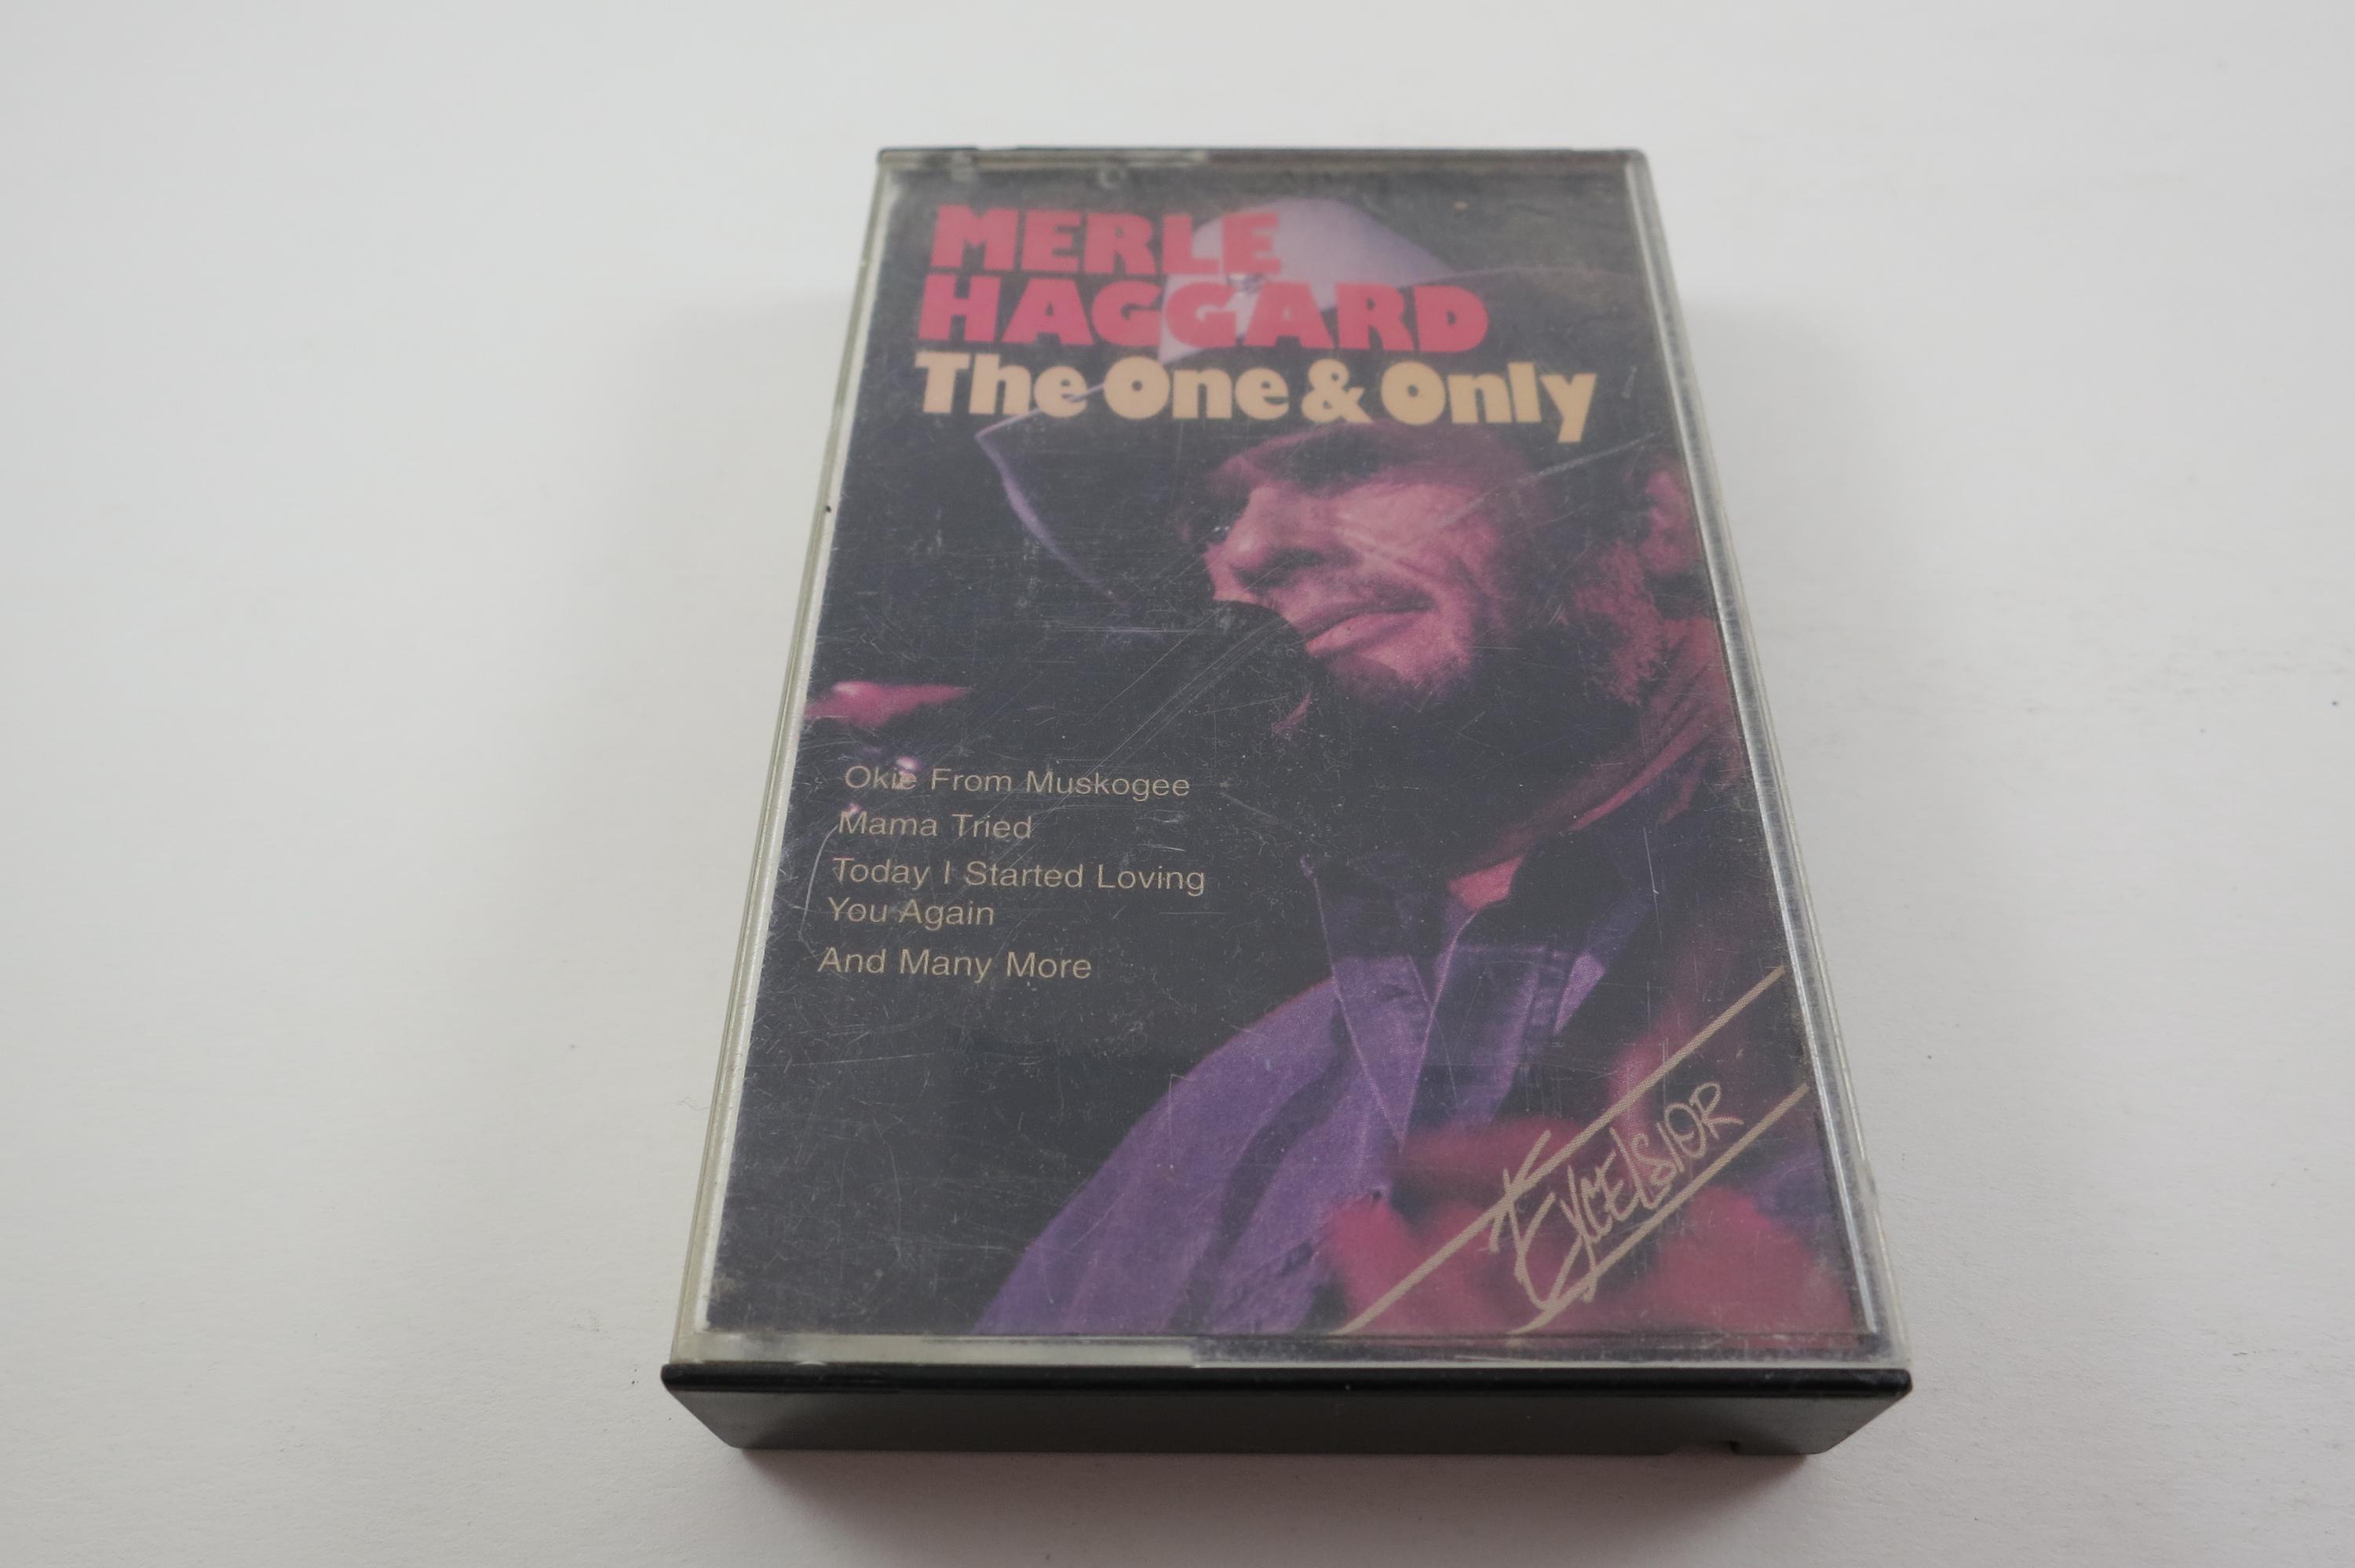 MERLE
HAGGARD
The One & Only
Okie From Muskogee
Mama Tried
Today I Started Loving
You Again
And Many More
EXCELSIOR